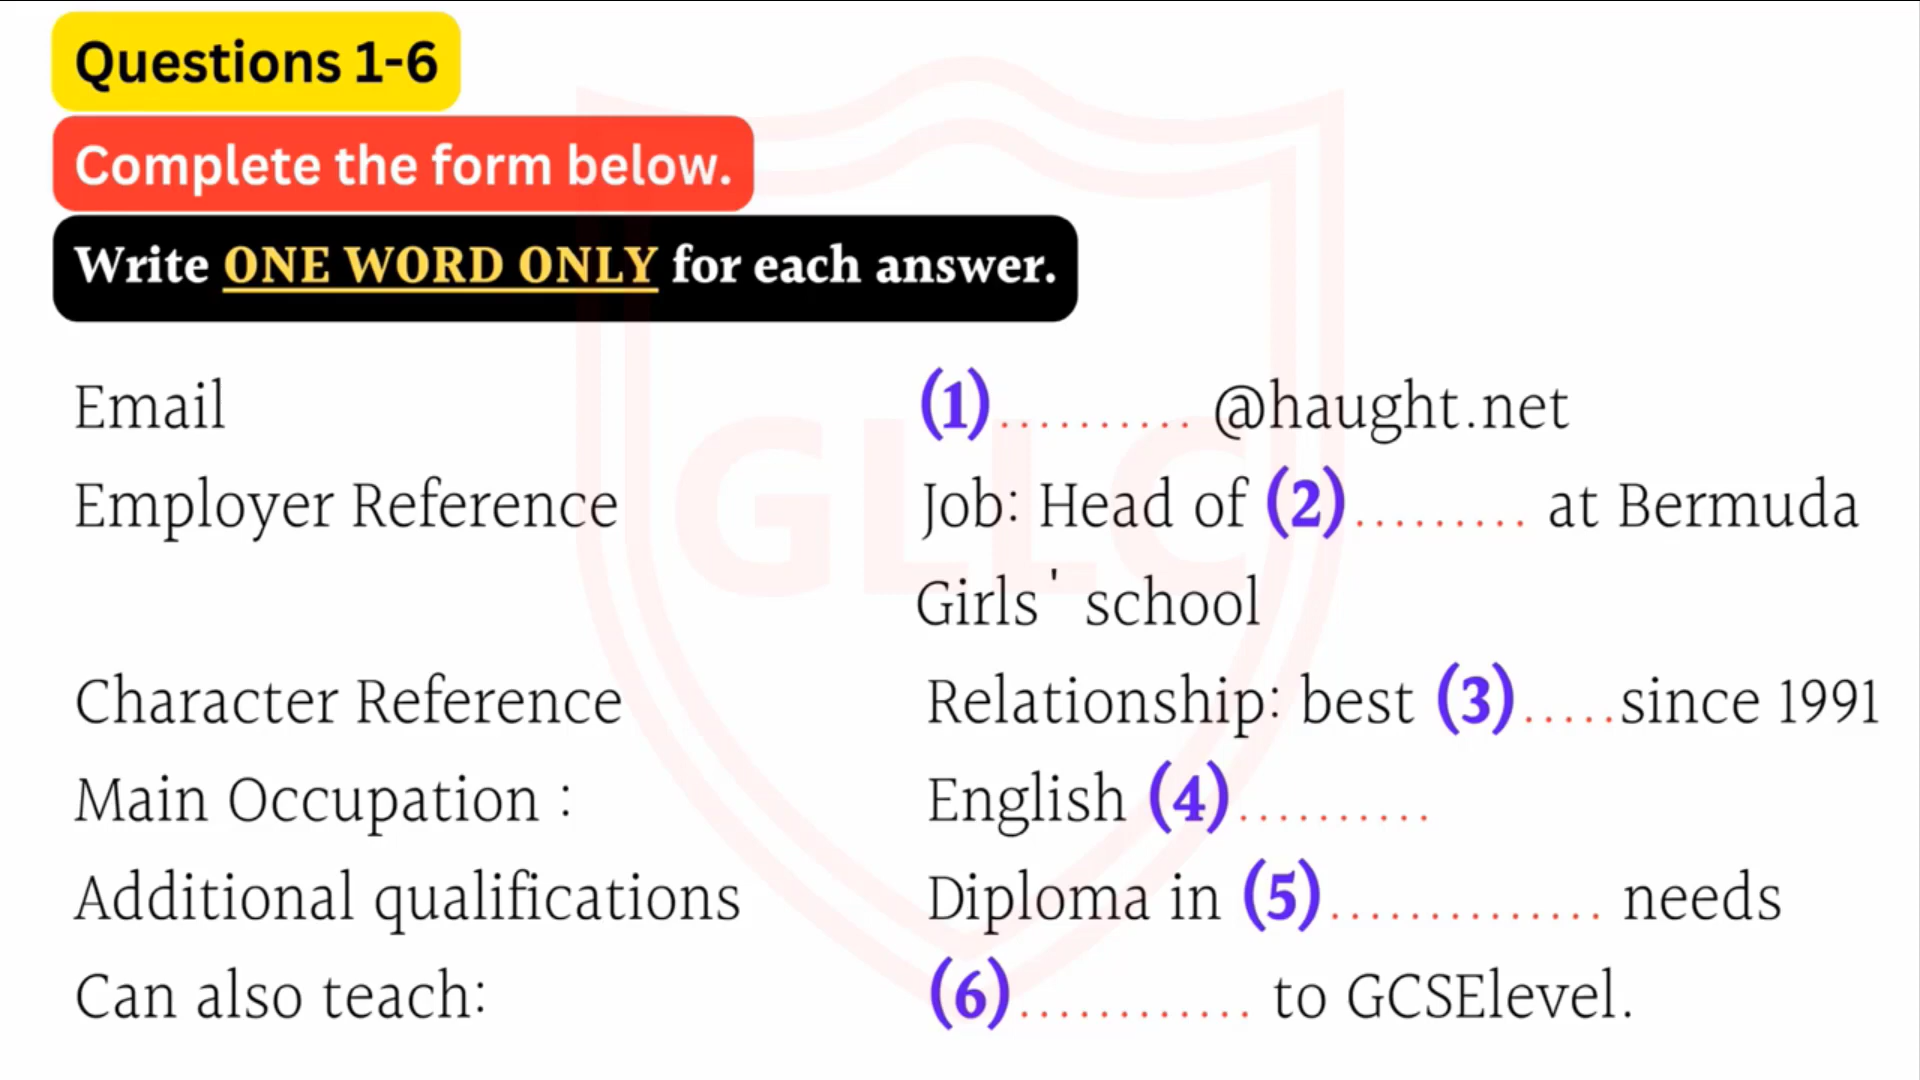 Questions 1-6
Complete the form below.
Write ONE WORD ONLY for each answer.
Email (1).......... @haught.net
Employer Reference Job: Head of (2)......... at Bermuda
Girls' school
Character Reference Relationship: best (3).....since 1991
Main Occupation : English (4)..........
Additional qualifications Diploma in (5).............. needs
Can also teach: (6)............ to GCSElevel.
GLLC